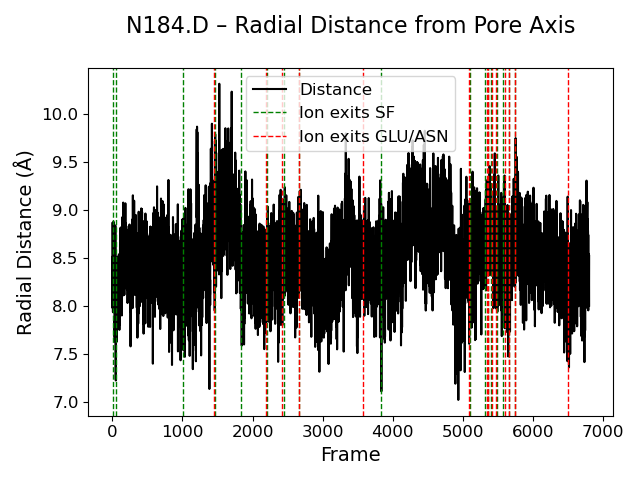 N184.D – Radial Distance from Pore Axis
Distance
Ion exits SF
Ion exits GLU/ASN
Radial Distance (Å)
10.0
9.5
9.0
8.5
8.0
7.5
7.0
0 1000 2000 3000 4000 5000 6000 7000
Frame